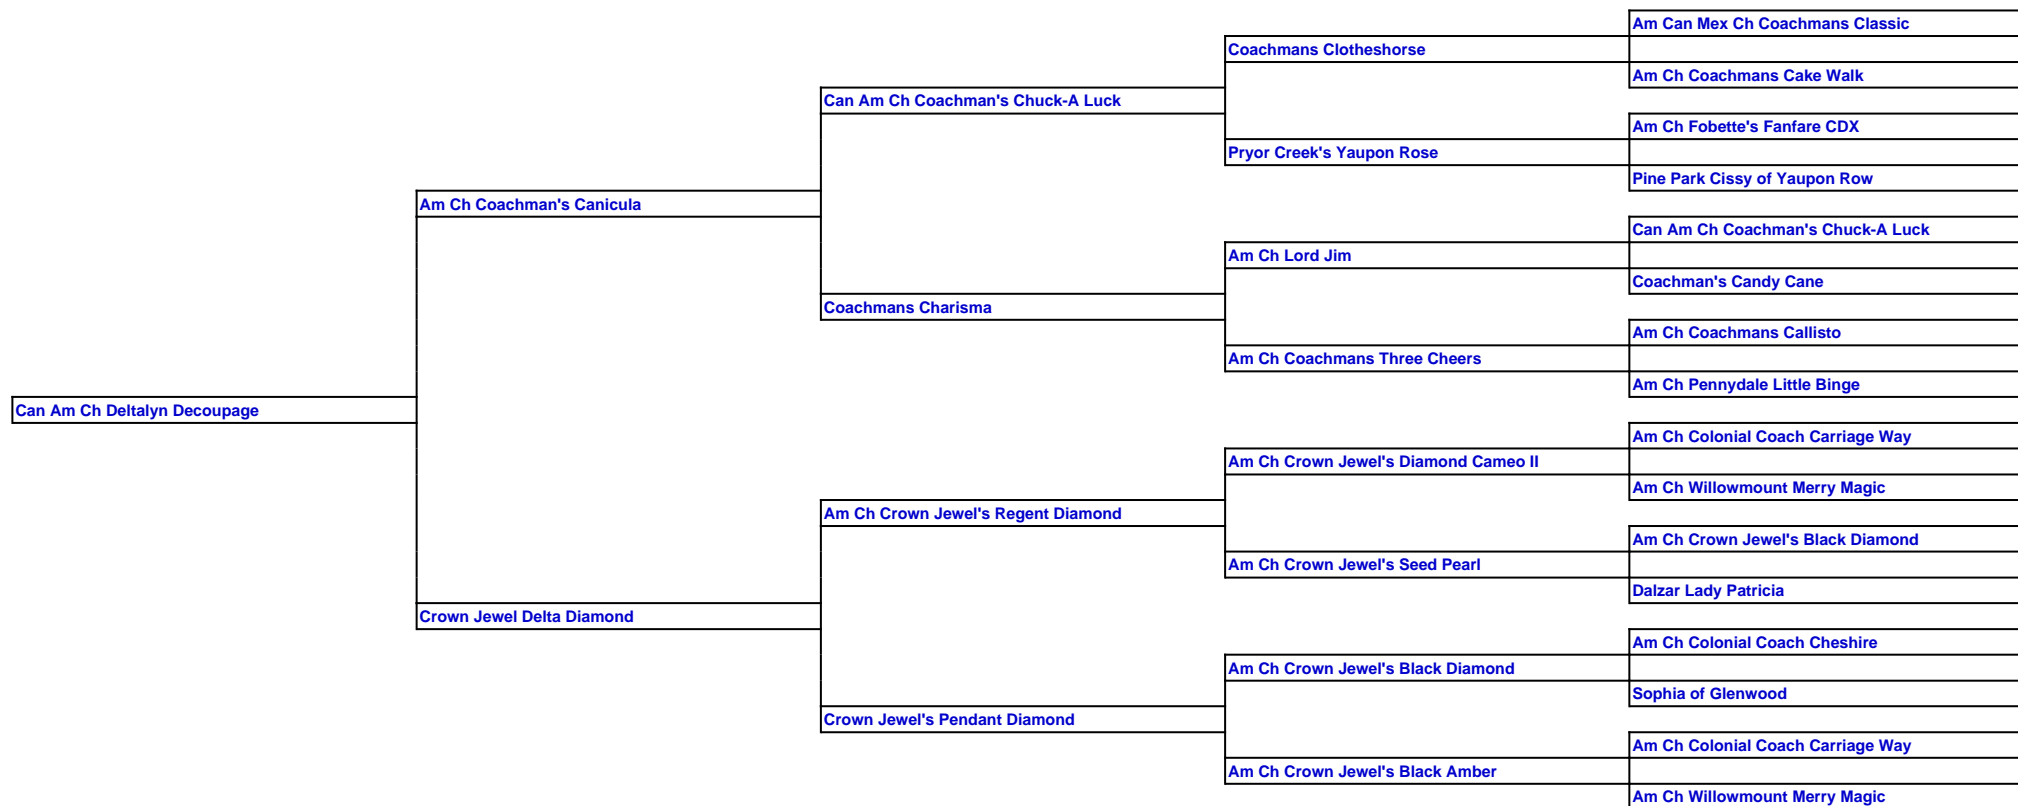 Am Can Mex Ch Coachmans Classic
Coachmans Clotheshorse
Am Ch Coachmans Cake Walk
Can Am Ch Coachman's Chuck-A Luck
Am Ch Fobette's Fanfare CDX
Pryor Creek's Yaupon Rose
Pine Park Cissy of Yaupon Row
Am Ch Coachman's Canicula
Can Am Ch Coachman's Chuck-A Luck
Am Ch Lord Jim
Coachman's Candy Cane
Coachmans Charisma
Am Ch Coachmans Callisto
Am Ch Coachmans Three Cheers
Am Ch Pennydale Little Binge
Can Am Ch Deltalyn Decoupage
Am Ch Colonial Coach Carriage Way
Am Ch Crown Jewel's Diamond Cameo II
Am Ch Willowmount Merry Magic
Am Ch Crown Jewel's Regent Diamond
Am Ch Crown Jewel's Black Diamond
Am Ch Crown Jewel's Seed Pearl
Dalzar Lady Patricia
Crown Jewel Delta Diamond
Am Ch Colonial Coach Cheshire
Am Ch Crown Jewel's Black Diamond
Sophia of Glenwood
Crown Jewel's Pendant Diamond
Am Ch Colonial Coach Carriage Way
Am Ch Crown Jewel's Black Amber
Am Ch Willowmount Merry Magic